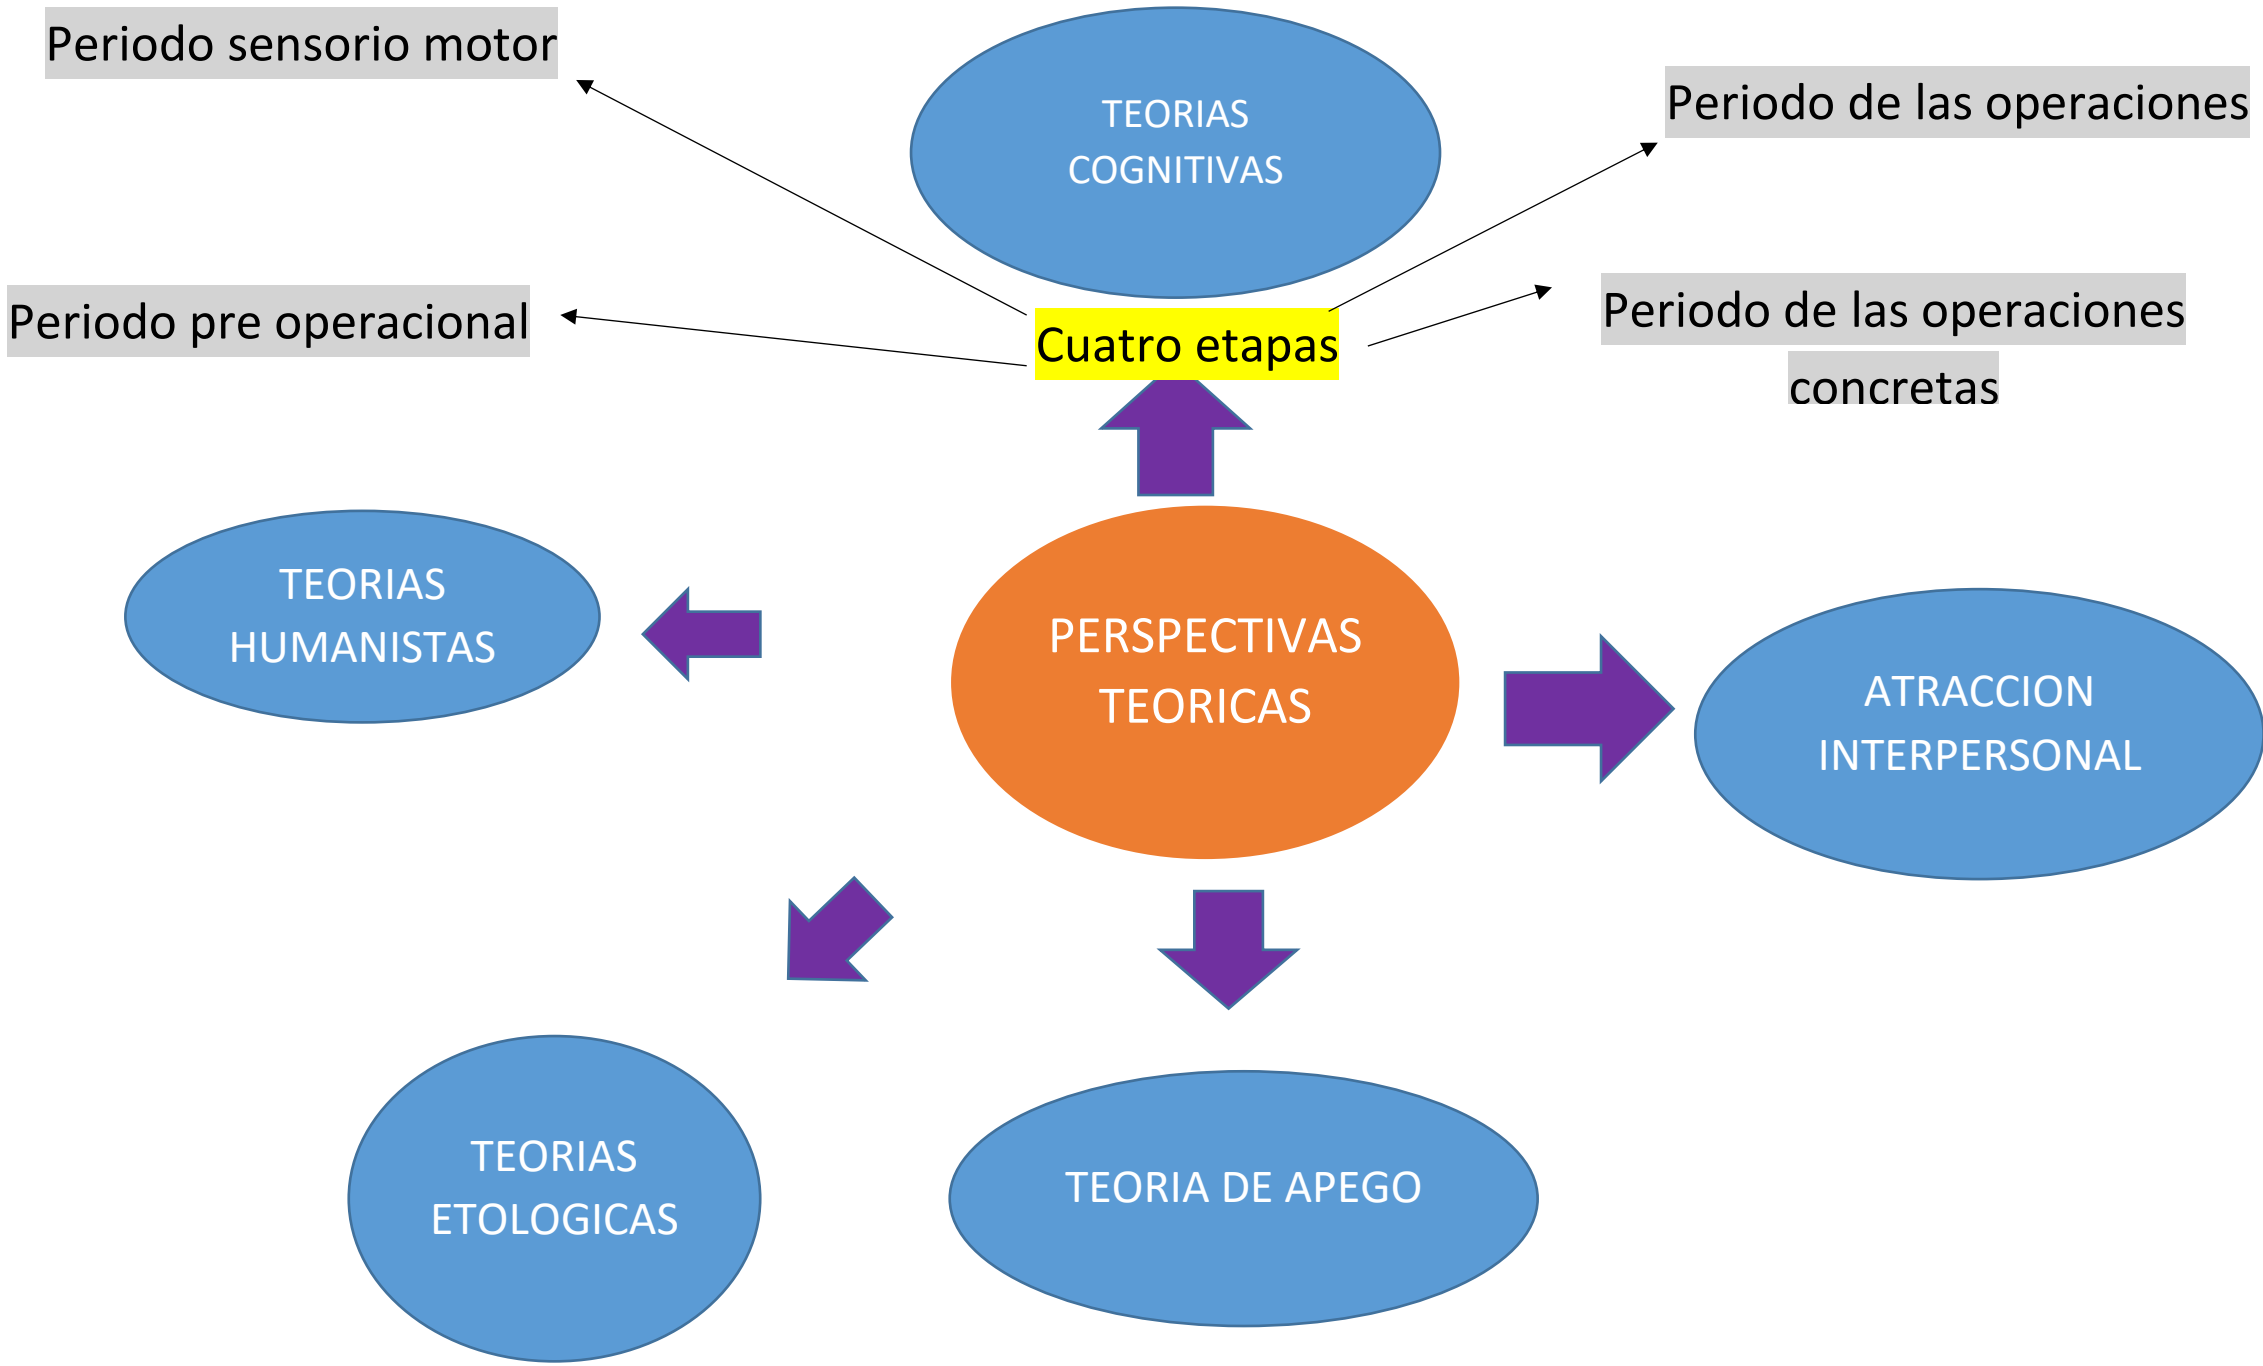 Periodo sensorio motor
TEORIAS
COGNITIVAS
Periodo de las operaciones
Periodo pre operacional
Cuatro etapas
Periodo de las operaciones
concretas
TEORIAS
HUMANISTAS
PERSPECTIVAS
TEORICAS
ATRACCION
INTERPERSONAL
TEORIAS
ETOLOGICAS
TEORIA DE APEGO